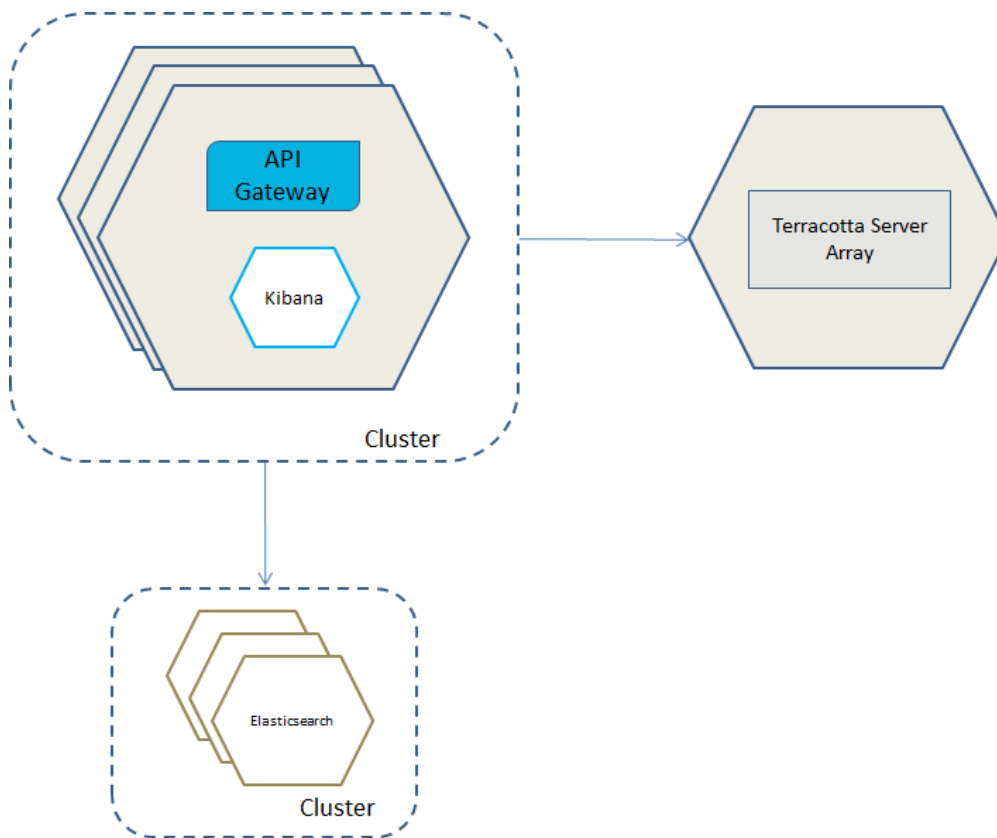 API
Gateway
Kibana
Cluster
Terracotta Server
Array
Elasticsearch
Cluster